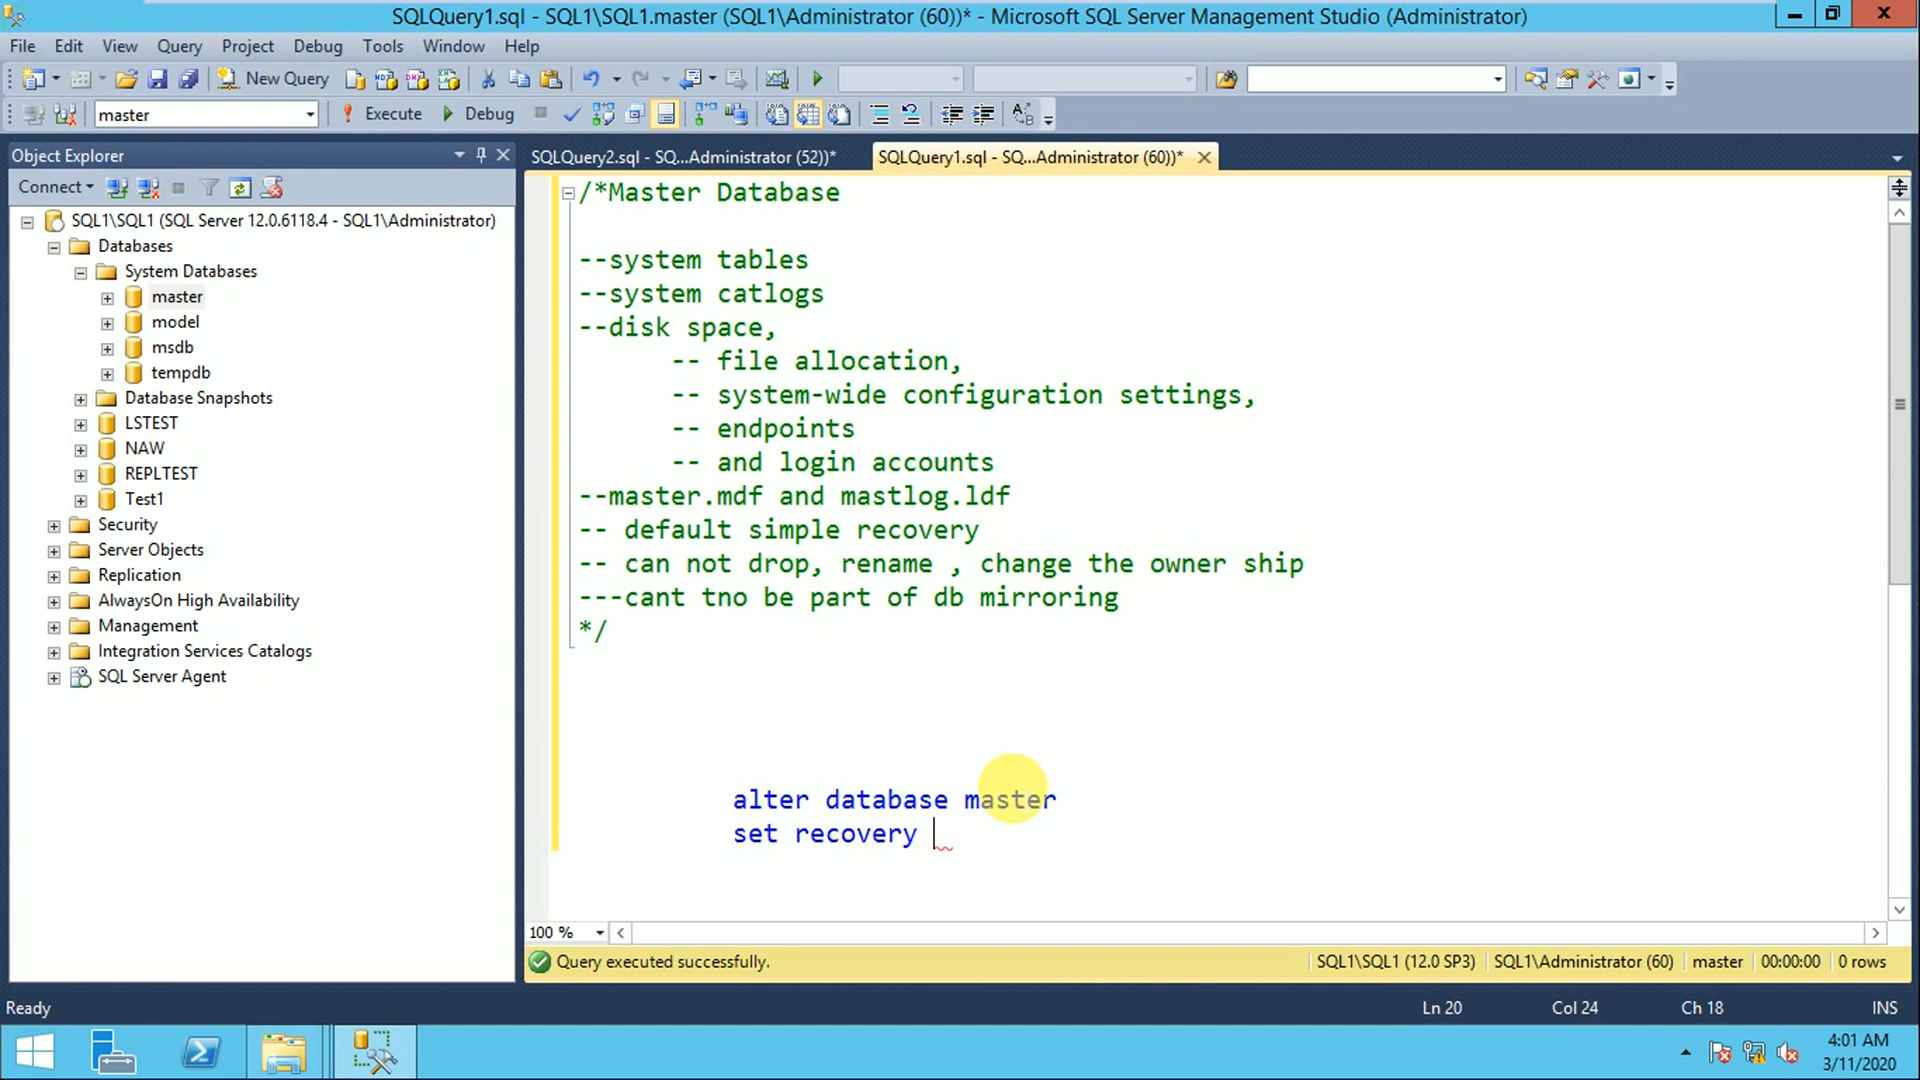 SQLQuery1.sql - SQL1\SQL1.master (SQL1\Administrator (60))* - Microsoft SQL Server Management Studio (Administrator)
File Edit View Query Project Debug Tools Window Help
New Query
master Execute Debug
Object Explorer
Connect
SQL1\SQL1 (SQL Server 12.0.6118.4 - SQL1\Administrator)
Databases
System Databases
master
model
msdb
tempdb
Database Snapshots
LSTEST
NAW
REPLTEST
Test1
Security
Server Objects
Replication
AlwaysOn High Availability
Management
Integration Services Catalogs
SQL Server Agent
SQLQuery2.sql - SQ...Administrator (52))* SQLQuery1.sql - SQ...Administrator (60))*
/*Master Database
--system tables
--system catlogs
--disk space,
-- file allocation,
-- system-wide configuration settings,
-- endpoints
-- and login accounts
--master.mdf and mastlog.ldf
-- default simple recovery
-- can not drop, rename , change the owner ship
---cant tno be part of db mirroring
*/
alter database master
set recovery
100 %
Query executed successfully. SQL1\SQL1 (12.0 SP3) SQL1\Administrator (60) master 00:00:00 0 rows
Ready Ln 20 Col 24 Ch 18 INS
4:01 AM
3/11/2020